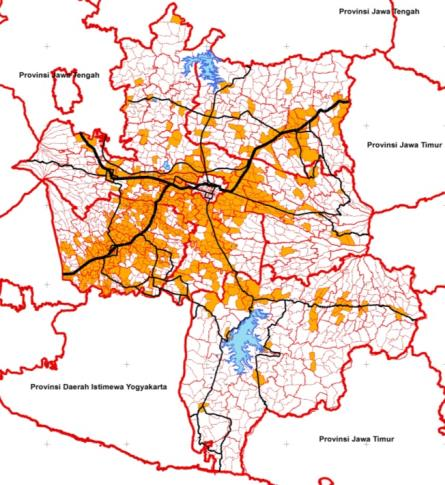 Provinsi Jawa Tengah
Provinsi Jawa Tengah
Provinsi Jawa Timur
Provinsi Daerah Istimewa Yogyakarta
Provinsi Jawa Timur